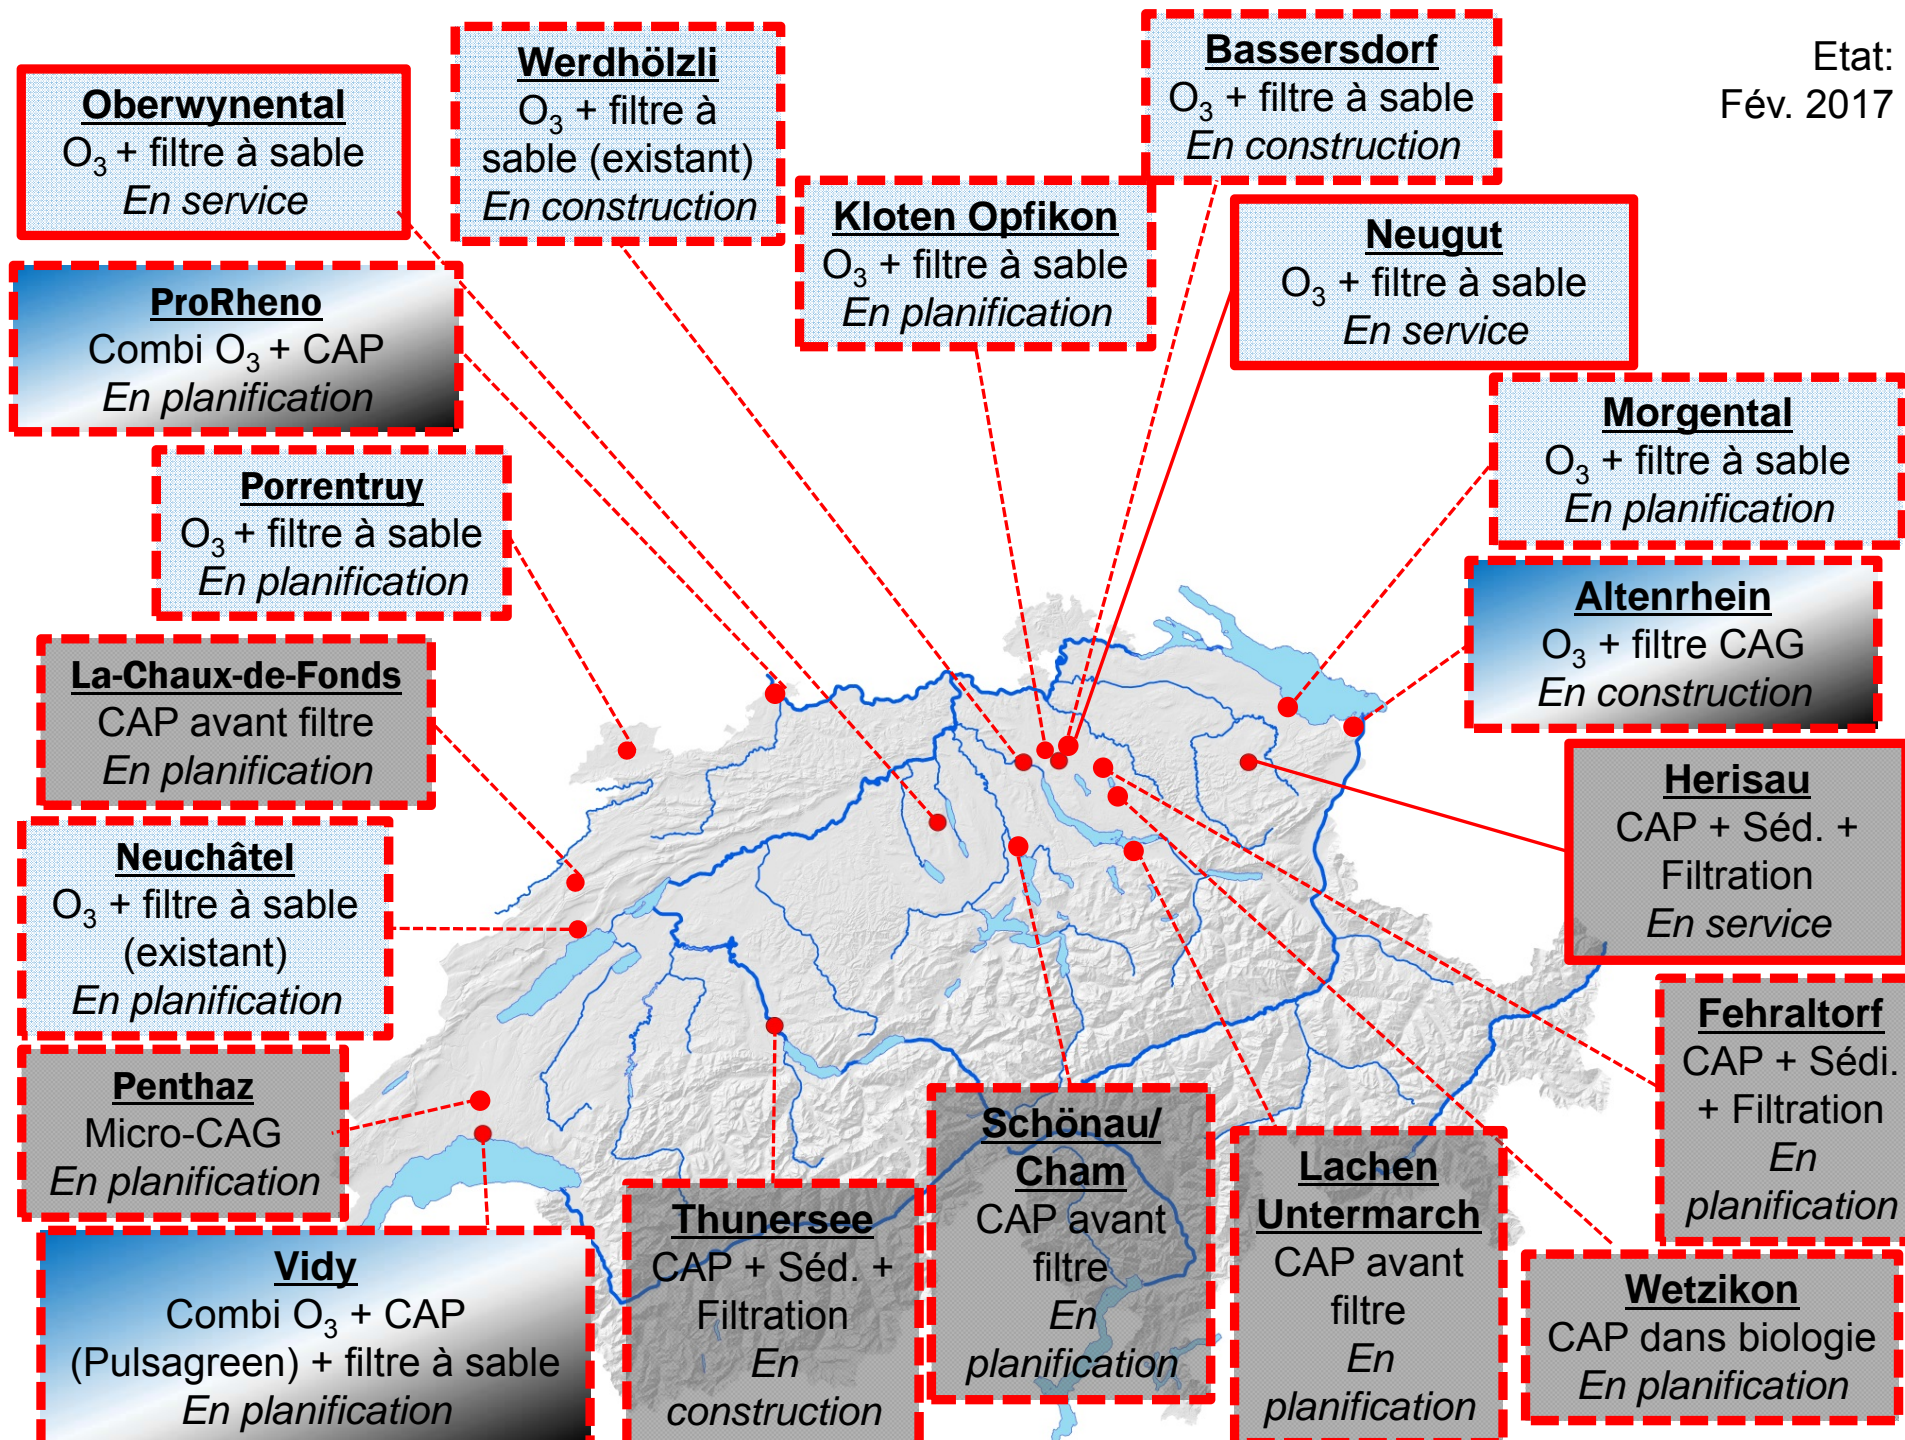 Etat:
Fév. 2017
Oberwynental
O₃ + filtre à sable
En service
Werdhölzli
O₃ + filtre à
sable (existant)
En construction
Kloten Opfikon
O₃ + filtre à sable
En planification
Bassersdorf
O₃ + filtre à sable
En construction
Neugut
O₃ + filtre à sable
En service
ProRheno
Combi O₃ + CAP
En planification
Porrentruy
O₃ + filtre à sable
En planification
Morgental
O₃ + filtre à sable
En planification
Altenrhein
O₃ + filtre CAG
En construction
La-Chaux-de-Fonds
CAP avant filtre
En planification
Herisau
CAP + Séd. +
Filtration
En service
Neuchâtel
O₃ + filtre à sable
(existant)
En planification
Fehraltorf
CAP + Sédi.
+ Filtration
En
planification
Penthaz
Micro-CAG
En planification
Vidy
Combi O₃ + CAP
(Pulsagreen) + filtre à sable
En planification
Thunersee
CAP + Séd. +
Filtration
En
construction
Schönau/
Cham
CAP avant
filtre
En
planification
Lachen
Untermarch
CAP avant
filtre
En
planification
Wetzikon
CAP dans biologie
En planification